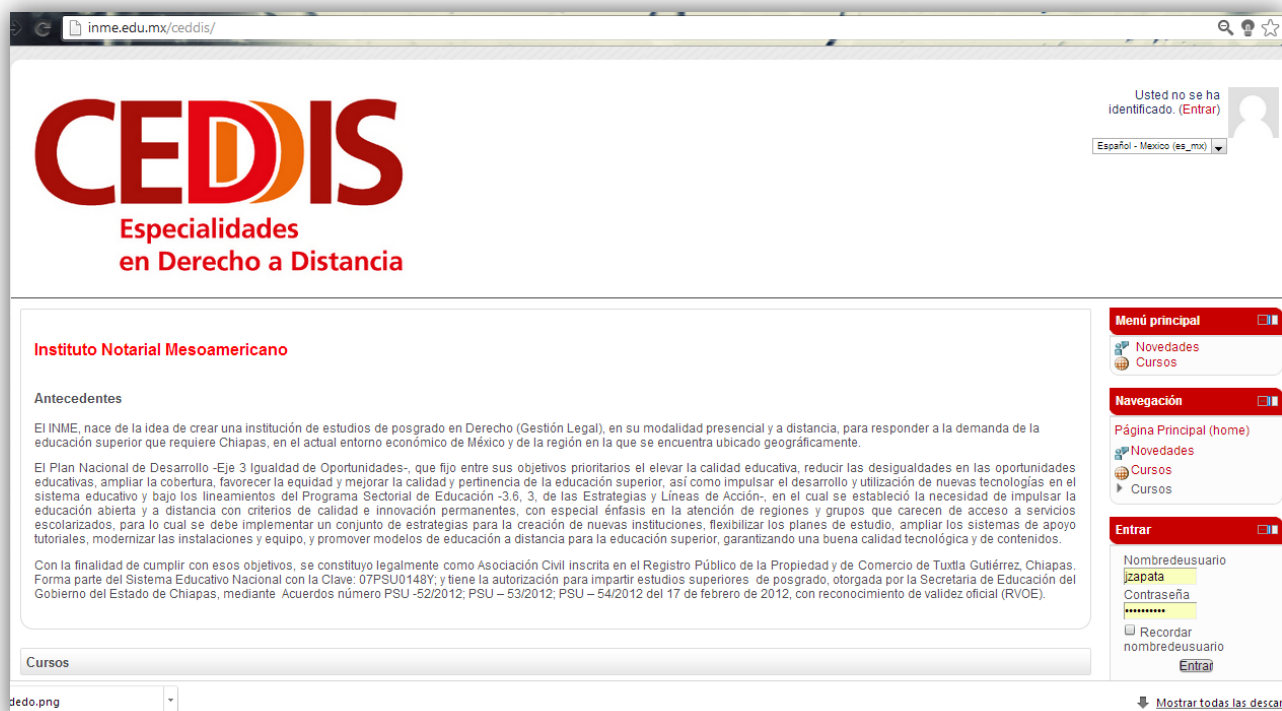 inme.edu.mx/ceddis/
Usted no se ha
identificado. (Entrar)
Español - Mexico (es_mx)
CEDDIS
Especialidades
en Derecho a Distancia
Instituto Notarial Mesoamericano
Antecedentes
El INME, nace de la idea de crear una institución de estudios de posgrado en Derecho (Gestión Legal), en su modalidad presencial y a distancia, para responder a la demanda de la
educación superior que requiere Chiapas, en el actual entorno económico de México y de la región en la que se encuentra ubicado geográficamente.
El Plan Nacional de Desarrollo -Eje 3 Igualdad de Oportunidades-, que fijo entre sus objetivos prioritarios el elevar la calidad educativa, reducir las desigualdades en las oportunidades
educativas, ampliar la cobertura, favorecer la equidad y mejorar la calidad y pertinencia de la educación superior, así como impulsar el desarrollo y utilización de nuevas tecnologías en el
sistema educativo y bajo los lineamientos del Programa Sectorial de Educación -3.6, 3, de las Estrategias y Líneas de Acción-, en el cual se estableció la necesidad de impulsar la
educación abierta y a distancia con criterios de calidad e innovación permanentes, con especial énfasis en la atención de regiones y grupos que carecen de acceso a servicios
escolarizados, para lo cual se debe implementar un conjunto de estrategias para la creación de nuevas instituciones, flexibilizar los planes de estudio, ampliar los sistemas de apoyo
tutoriales, modernizar las instalaciones y equipo, y promover modelos de educación a distancia para la educación superior, garantizando una buena calidad tecnológica y de contenidos.
Con la finalidad de cumplir con esos objetivos, se constituyo legalmente como Asociación Civil inscrita en el Registro Público de la Propiedad y de Comercio de Tuxtla Gutiérrez, Chiapas.
Forma parte del Sistema Educativo Nacional con la Clave: 07PSU0148Y; y tiene la autorización para impartir estudios superiores de posgrado, otorgada por la Secretaria de Educación del
Gobierno del Estado de Chiapas, mediante Acuerdos número PSU -52/2012; PSU – 53/2012; PSU – 54/2012 del 17 de febrero de 2012, con reconocimiento de validez oficial (RVOE).
Cursos
Menú principal
Novedades
Cursos
Navegación
Página Principal (home)
Novedades
Cursos
Cursos
Entrar
Nombredeusuario
jzapata
Contraseña
••••••••••
Recordar
nombredeusuario
Entrar
dedo.png
Mostrar todas las descar